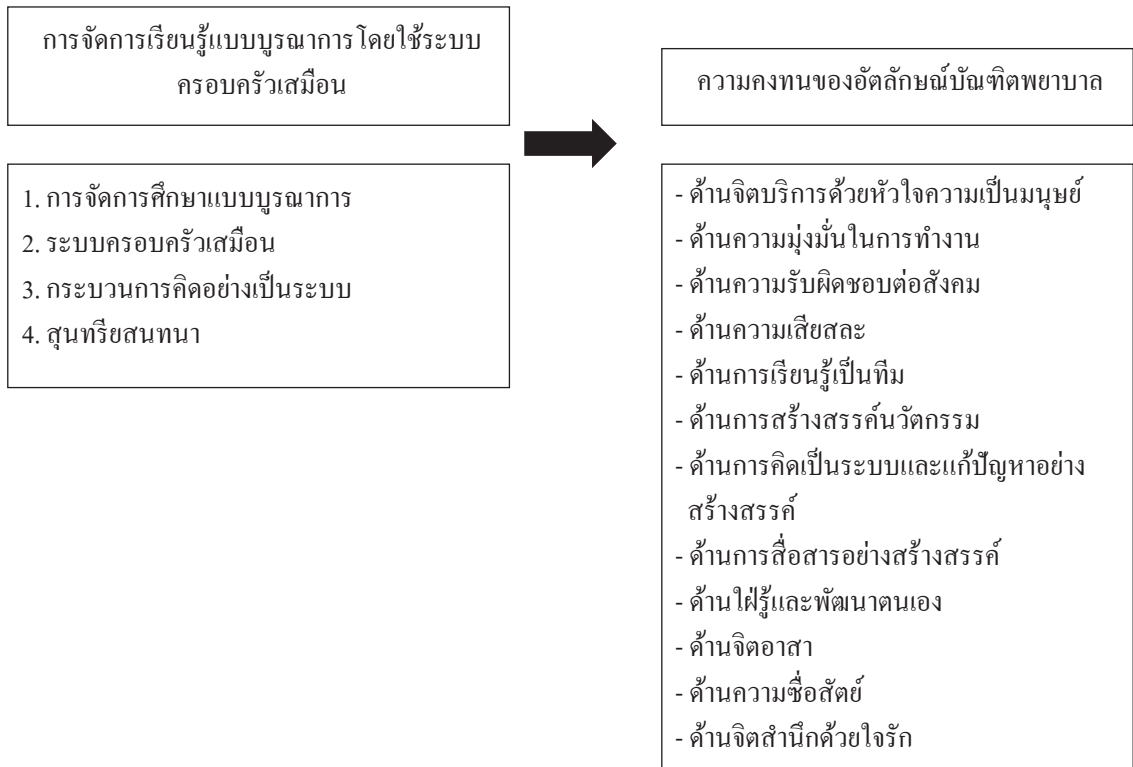 การจัดการเรียนรู้แบบบูรณาการโดยใช้ระบบ
ครอบครัวเสมือน
1. การจัดการศึกษาแบบบูรณาการ
2. ระบบครอบครัวเสมือน
3. กระบวนการคิดอย่างเป็นระบบ
4. สุนทรียสนทนา
ความคงทนของอัตลักษณ์บัณฑิตพยาบาล
- ด้านจิตบริการด้วยหัวใจความเป็นมนุษย์
- ด้านความมุ่งมั่นในการทำงาน
- ด้านความรับผิดชอบต่อสังคม
- ด้านความเสียสละ
- ด้านการเรียนรู้เป็นทีม
- ด้านการสร้างสรรค์นวัตกรรม
- ด้านการคิดเป็นระบบและแก้ปัญหาอย่าง
สร้างสรรค์
- ด้านการสื่อสารอย่างสร้างสรรค์
- ด้านใฝ่รู้และพัฒนาตนเอง
- ด้านจิตอาสา
- ด้านความซื่อสัตย์
- ด้านจิตสำนึกด้วยใจรัก